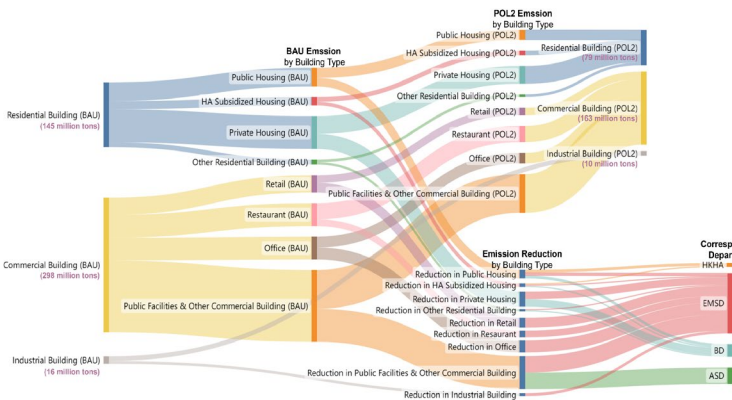 POL2 Emssion
by Building Type
Public Housing (POL2)
HA Subsidized Housing (POL2)
Residential Building (POL2)
(79 million tons)
BAU Emssion
by Building Type
Public Housing (BAU)
Private Housing (POL2)
Other Residential Building (POL2)
HA Subsidized Housing (BAU)
Retail (POL2)
Commercial Building (POL2)
(163 million tons)
Residential Building (BAU)
(145 million tons)
Private Housing (BAU)
Restaurant (POL2)
Other Residential Building (BAU)
Office (POL2)
Industrial Building (POL2)
(10 million tons)
Retail (BAU)
Public Facilities & Other Commercial Building (POL2)
Restaurant (BAU)
Office (BAU)
Commercial Building (BAU)
(298 million tons)
Emission Reduction
by Building Type
Corresp
Depar
HKHA
Reduction in Public Housing
Reduction in HA Subsidized Housing
Reduction in Private Housing
Reduction in Other Residential Building
EMSD
Public Facilities & Other Commercial Building (BAU)
Reduction in Retail
Reduction in Resaurant
Reduction in Office
BD
Industrial Building (BAU)
(16 million tons)
Reduction in Public Facilities & Other Commercial Building
ASD
Reduction in Industrial Building